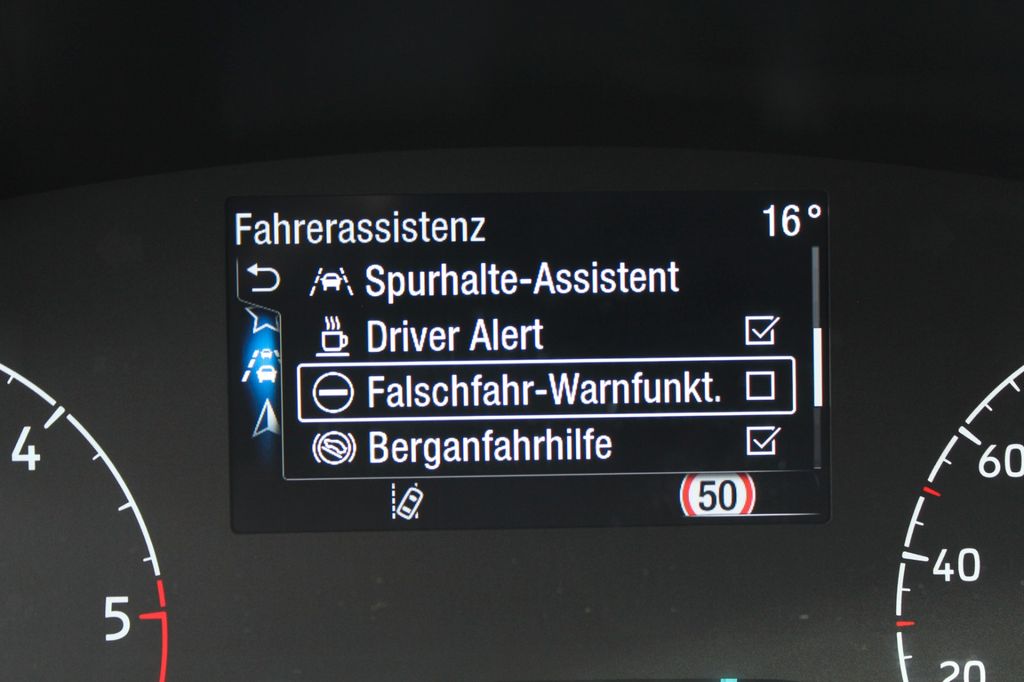 Fahrerassistenz 16°
Spurhalte-Assistent
Driver Alert
Falschfahr-Warnfunkt.
Berganfahrhilfe
50
4
5
60
40
20